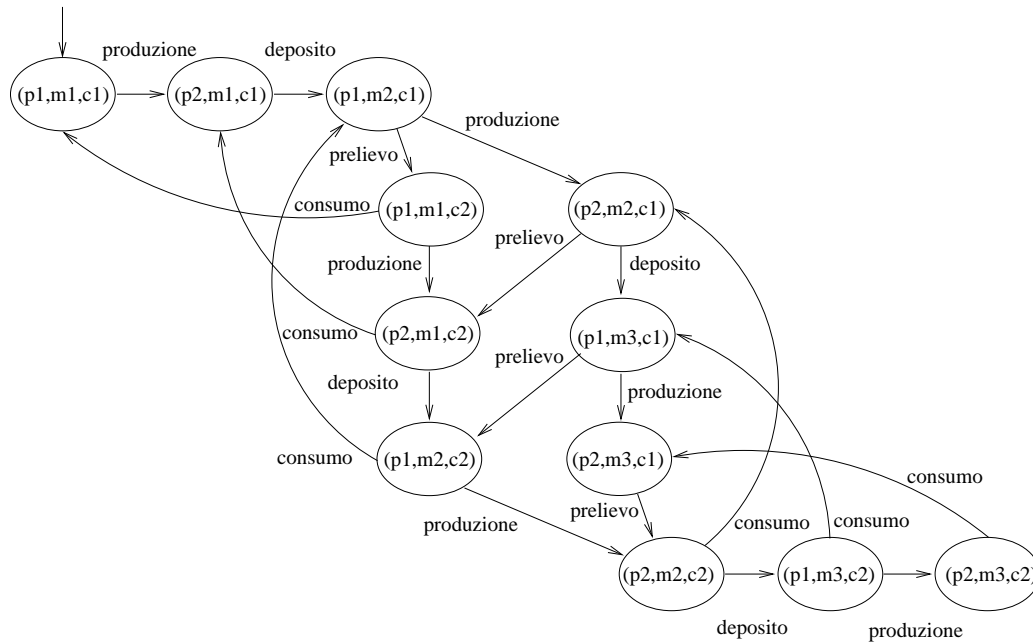 produzione
deposito
(p1,m1,c1)
(p2,m1,c1)
(p1,m2,c1)
produzione
prelievo
consumo
(p1,m1,c2)
(p2,m2,c1)
prelievo
produzione
deposito
consumo
(p2,m1,c2)
(p1,m3,c1)
prelievo
deposito
produzione
consumo
(p1,m2,c2)
(p2,m3,c1)
consumo
produzione
prelievo
consumo
consumo
(p2,m2,c2)
(p1,m3,c2)
(p2,m3,c2)
deposito
produzione